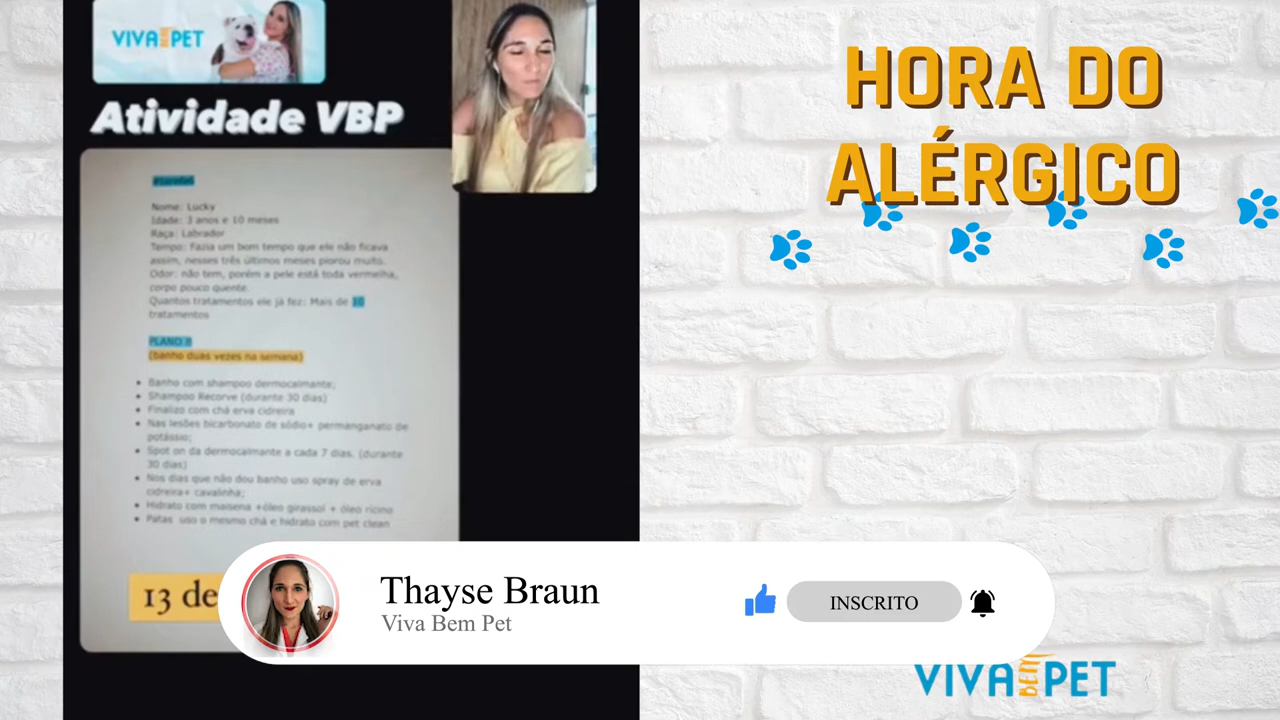 VIVA BEM PET
Atividade VBP
Nome: Lucky
Idade: 3 anos e 10 meses
Raça: Labrador
Tempo: Fazia um bom tempo que ele não ficava
assim, nesses três últimos meses piorou muito.
Odor: não tem, porém a pele está toda vermelha,
corpo pouco quente.
Quantos tratamentos ele já fez: Mais de 10
tratamentos
PLANO B
(banho duas vezes na semana)
• Banho com shampoo dermocalmante;
• Shampoo Recorve (durante 30 dias)
• Finalizo com chá erva cidreira
• Nas lesões bicarbonato de sódio+ permanganato de
potássio;
• Spot on da dermocalmante a cada 7 dias. (durante
30 dias)
• Nos dias que não dou banho uso spray de erva
cidreira+ cavalinha;
• Hidrato com maisena +óleo girassol + óleo ricino
• Patas uso o mesmo chá e hidrato com pet clean
13 de
HORA DO
ALÉRGICO
Thayse Braun
Viva Bem Pet
INSCRITO
VIVA BEM PET